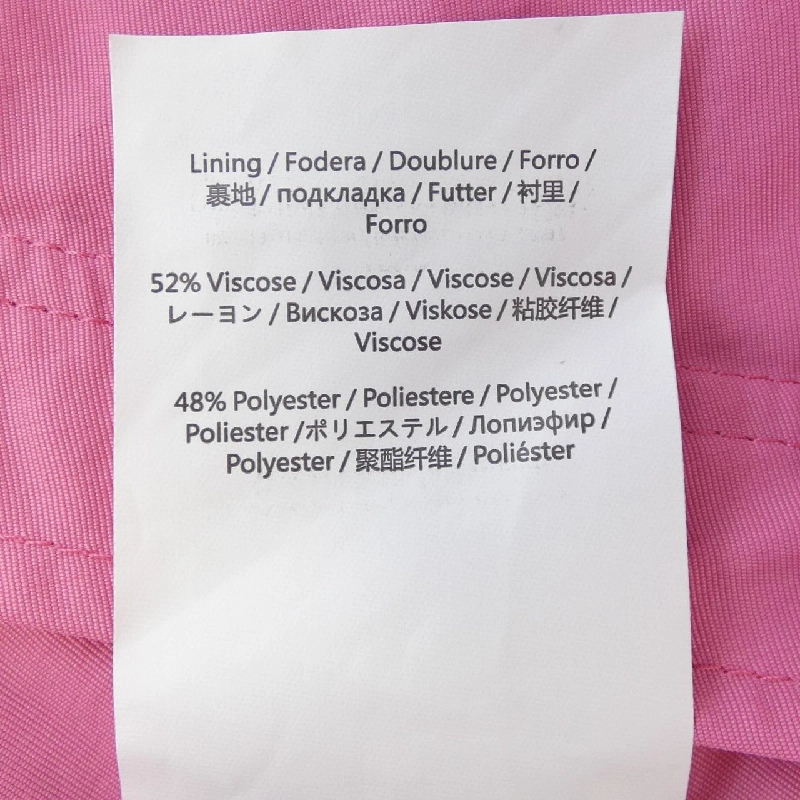 Lining / Fodera / Doublure / Forro /
裏地 / подкладка / Futter / 衬里 /
Forro
52% Viscose / Viscosa / Viscose / Viscosa /
レーヨン / Вискоза / Viskose / 粘胶纤维 /
Viscose
48% Polyester / Poliestere / Polyester /
Poliester /ポリエステル / Лопиэфир /
Polyester / 聚酯纤维 / Poliéster